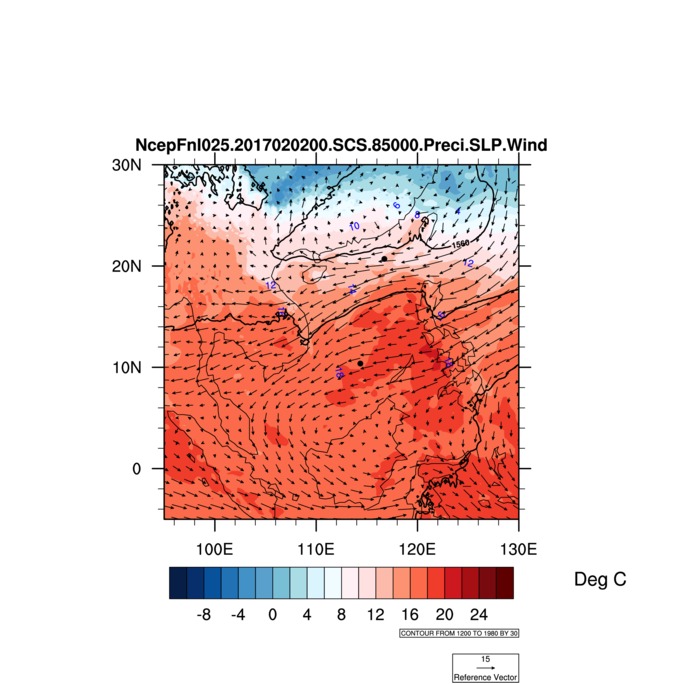 NcepFnl025.2017020200.SCS.85000.Preci.SLP.Wind
30N
20N
10N
0
100E
110E
120E
130E
6
8
4
10
1560
12
12
14
18
-8
-4
0
4
8
12
16
20
24
Deg C
CONTOUR FROM 1200 TO 1980 BY 30
15
Reference Vector